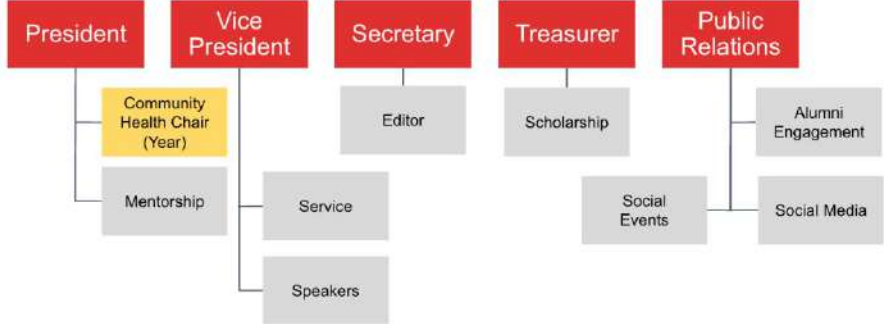 President
Vice
President
Secretary
Treasurer
Public
Relations
Community
Health Chair
(Year)
Mentorship
Service
Speakers
Editor
Scholarship
Alumni
Engagement
Social
Events
Social Media